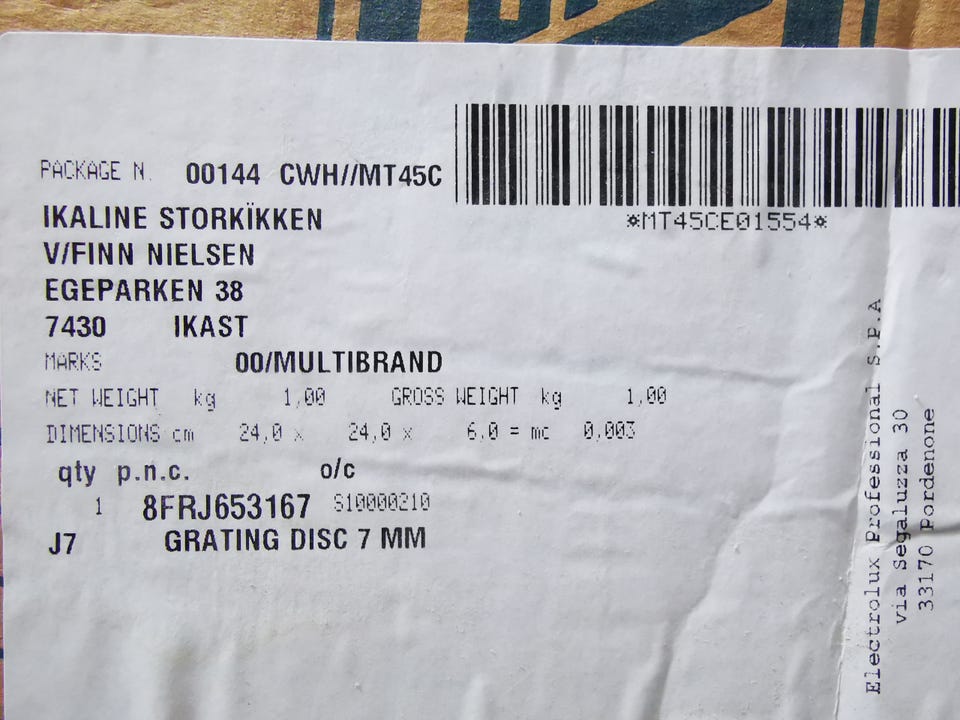 PACKAGE N. 00144 CWH//MT45C
*MT45CE01554*
IKALINE STORKÏKKEN
V/FINN NIELSEN
EGEPARKEN 38
7430 IKAST
MARKS 00/MULTIBRAND
NET WEIGHT kg 1,00 GROSS WEIGHT kg 1,00
DIMENSIONS cm 24,0 x 24,0 x 6,0 = mc 0,003
qty p.n.c. o/c
1 8FRJ653167 S10000210
J7 GRATING DISC 7 MM
Electrolux Professional S.P.A
via Segaluzza 30
33170 Pordenone